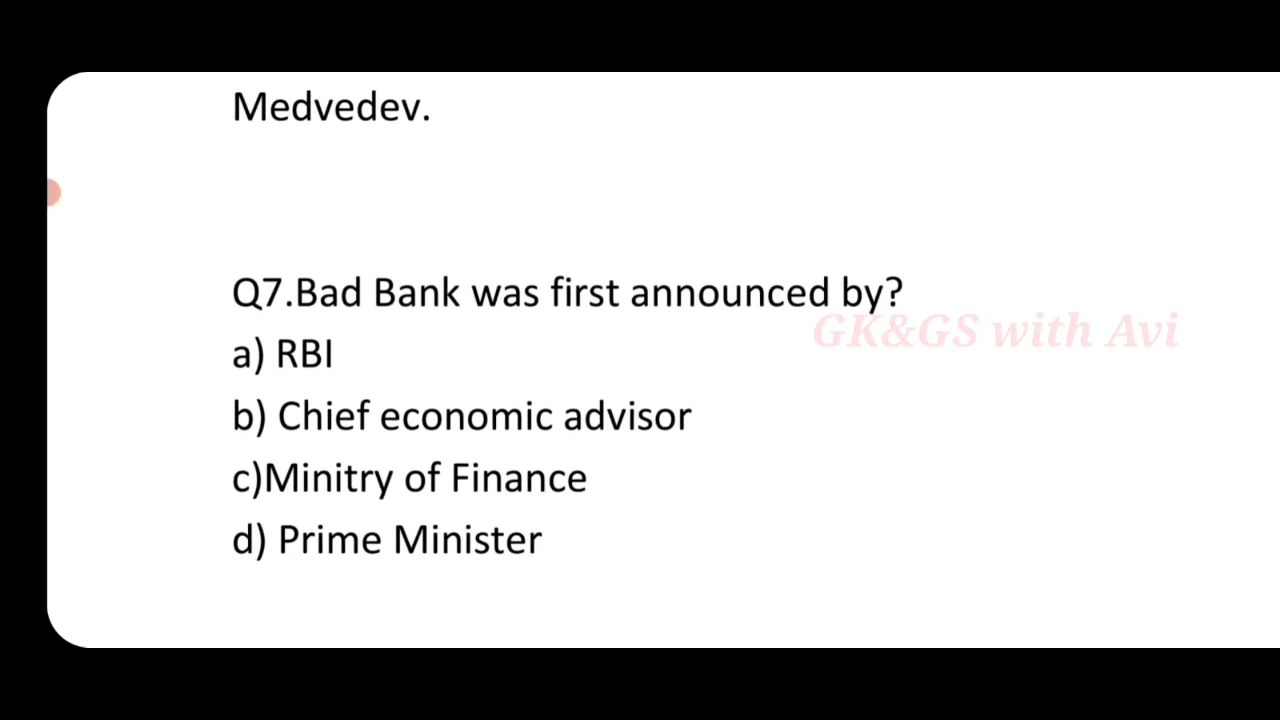 Medvedev.
Q7.Bad Bank was first announced by?
GK&GS with Avi
a) RBI
b) Chief economic advisor
c)Minitry of Finance
d) Prime Minister